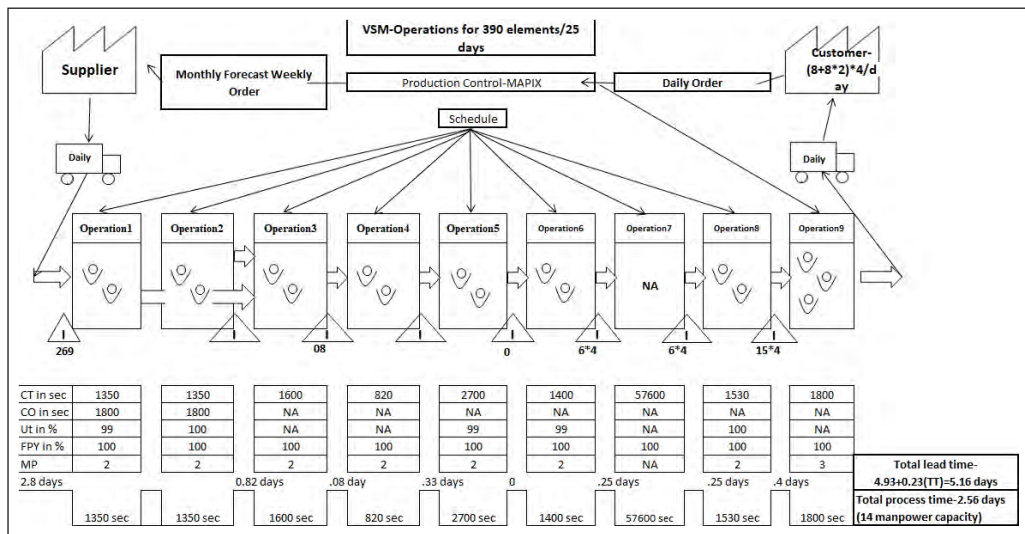 VSM-Operations for 390 elements/25
days
Supplier
Monthly Forecast Weekly
Order
Production Control-MAPIX
Daily Order
Customer-
(8+8*2)*4/d
ay
Schedule
Daily
Daily
Operation1 Operation2 Operation3 Operation4 Operation5 Operation6 Operation7 Operation8 Operation9
NA
I I I I I I I I
269 08 0 6*4 6*4 15*4
CT in sec 1350 1350 1600 820 2700 1400 57600 1530 1800
CO in sec 1800 1800 NA NA NA NA NA NA NA
Ut in % 99 100 NA NA 99 99 NA 100 NA
FPY in % 100 100 100 100 100 100 100 100 100
MP 2 2 2 2 2 2 NA 2 3
2.8 days 0.82 days .08 day .33 days 0 .25 days .25 days .4 days
1350 sec 1350 sec 1600 sec 820 sec 2700 sec 1400 sec 57600 sec 1530 sec 1800 sec
Total lead time-
4.93+0.23(TT)=5.16 days
Total process time-2.56 days
(14 manpower capacity)